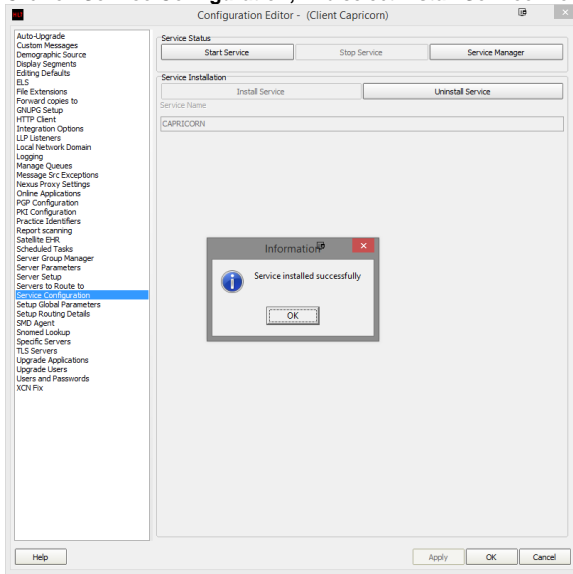 Configuration Editor - (Client Capricorn)
Auto-Upgrade
Custom Messages
Demographic Source
Display Segments
Editing Defaults
ELS
File Extensions
Forward copies to
GNUPG Setup
HTTP Client
Integration Options
LLP Listeners
Local Network Domain
Logging
Manage Queues
Message Src Exceptions
Nexus Proxy Settings
Online Applications
PGP Configuration
PKI Configuration
Practice Identifiers
Report scanning
Satellite EHR
Scheduled Tasks
Server Group Manager
Server Parameters
Server Setup
Servers to Route to
Service Configuration
Setup Global Parameters
Setup Routing Details
SMD Agent
Snomed Lookup
Specific Servers
TLS Servers
Upgrade Applications
Upgrade Users
Users and Passwords
XCN Fix
Service Status
Start Service Stop Service Service Manager
Service Installation
Install Service Uninstall Service
Service Name
CAPRICORN
Information
Service installed successfully
OK
Help Apply OK Cancel